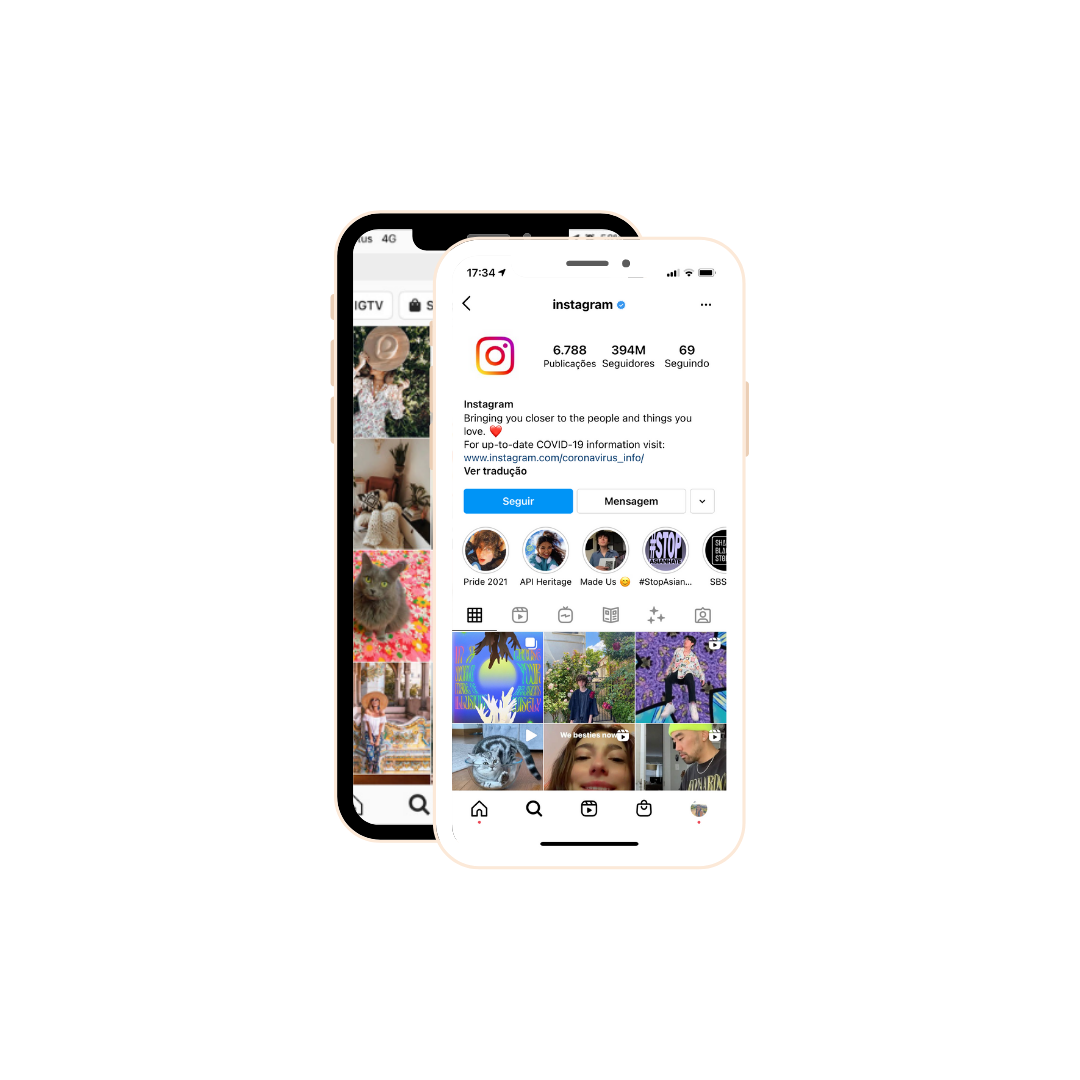 4G
IGTV
S
17:34
instagram
6.788 394M 69
Publicações Seguidores Seguindo
Instagram
Bringing you closer to the people and things you
love. ❤️
For up-to-date COVID-19 information visit:
www.instagram.com/coronavirus_info/
Ver tradução
Seguir Mensagem
#STOP
ASIANHATE
Pride 2021 API Heritage Made Us 😊 #StopAsian... SBS
We besties now